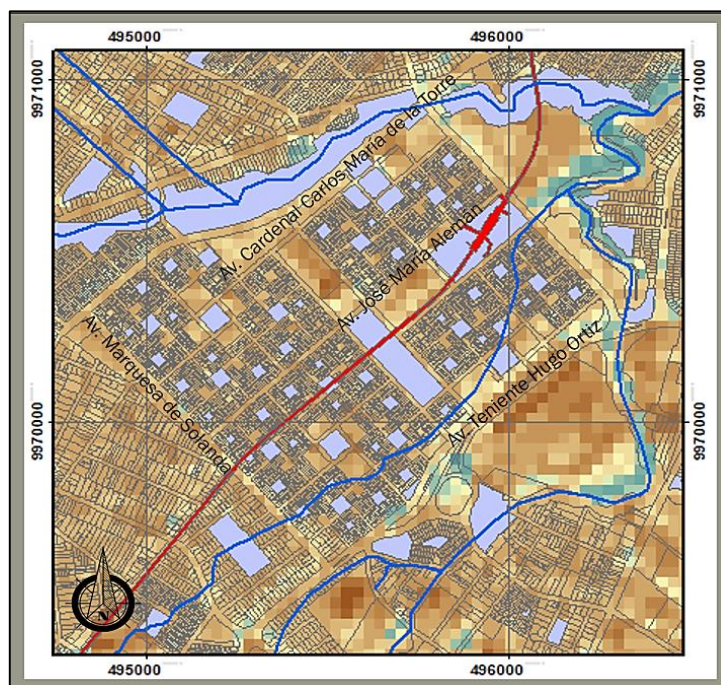 495000 496000
9971000 9971000
Av. Cardenal Carlos María de la Torre
Av. José María Alemán
Av. Marquesa de Solanda
Av. Teniente Hugo Ortiz
9970000 9970000
N
495000 496000